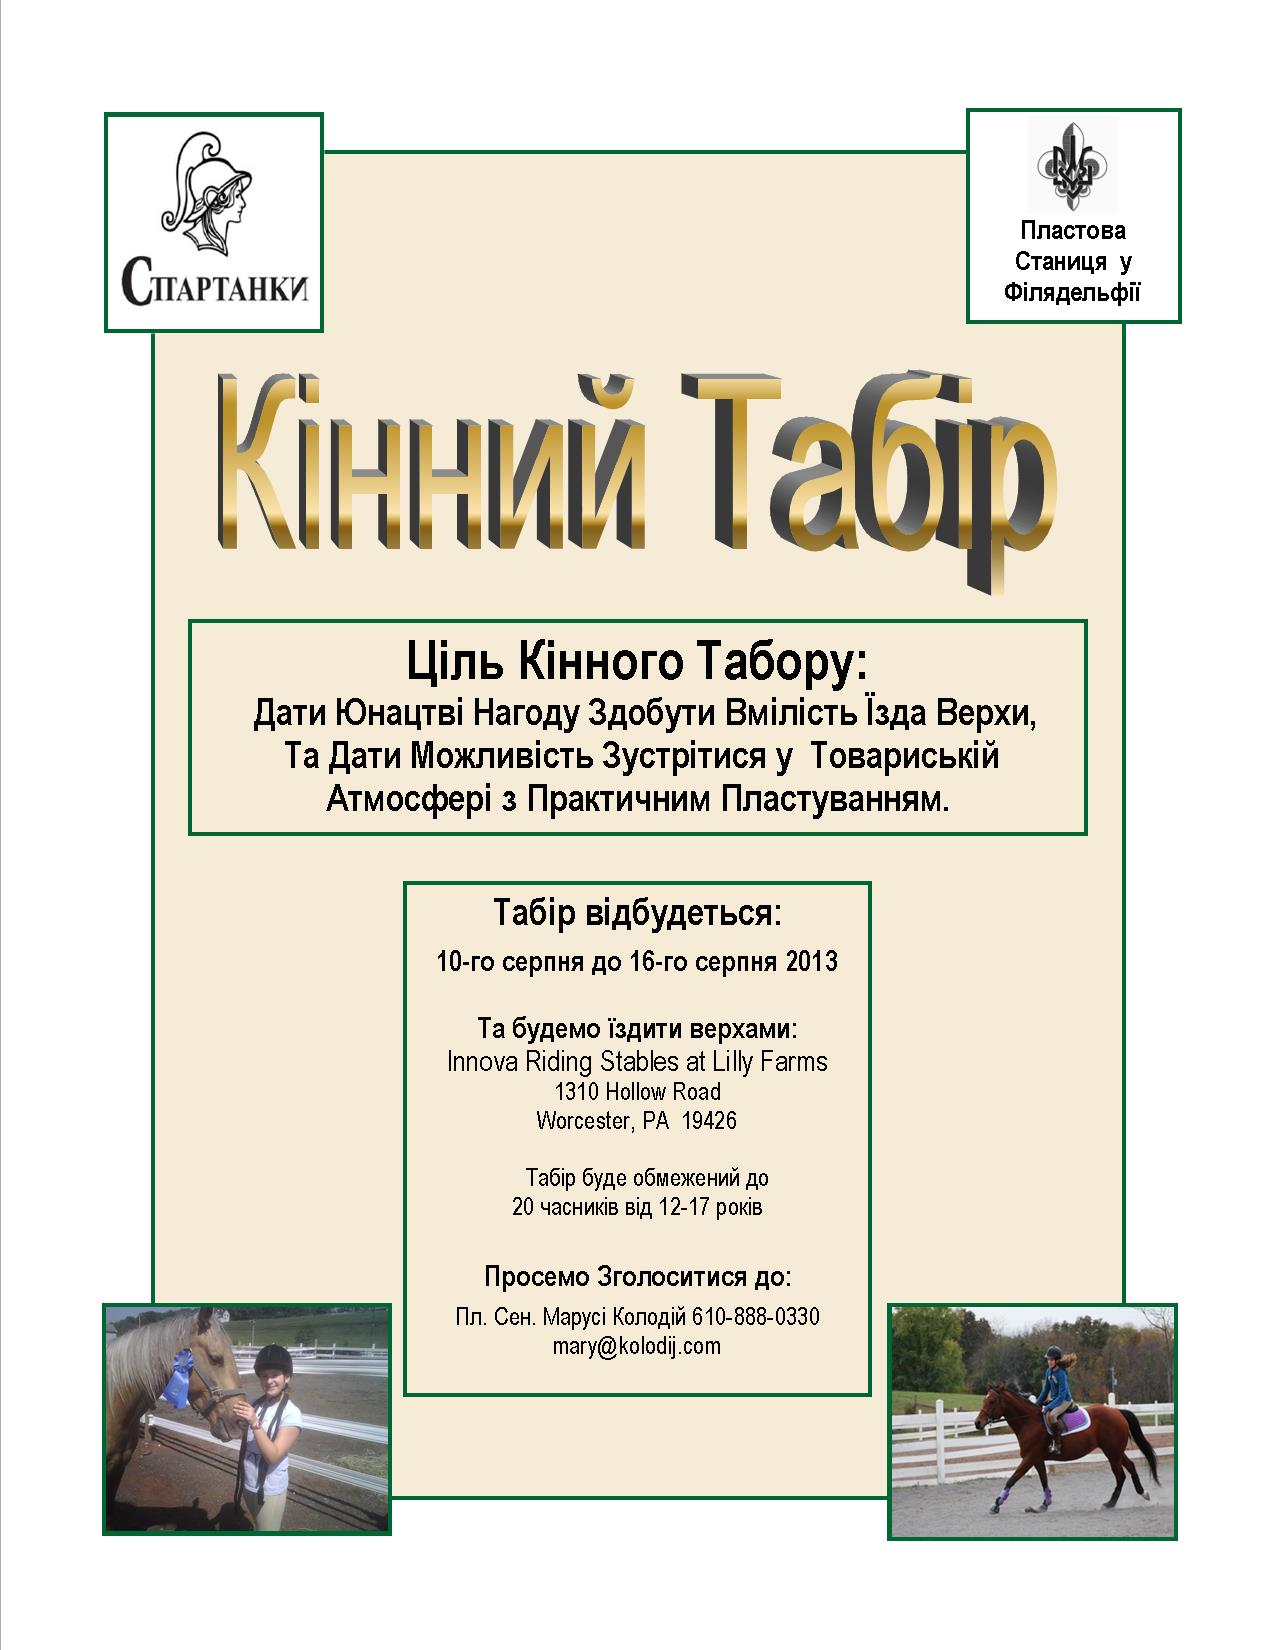 СПАРТАНКИ
Пластова
Станиця у
Філядельфії
Кінний Табір
Ціль Кінного Табору:
Дати Юнацтві Нагоду Здобути Вмілість Їзда Верхи,
Та Дати Можливість Зустрітися у Товариській
Атмосфері з Практичним Пластуванням.
Табір відбудеться:
10-го серпня до 16-го серпня 2013
Та будемо їздити верхами:
Innova Riding Stables at Lilly Farms
1310 Hollow Road
Worcester, PA 19426
Табір буде обмежений до
20 часників від 12-17 років
Просемо Зголоситися до:
Пл. Сен. Марусі Колодій 610-888-0330
mary@kolodij.com